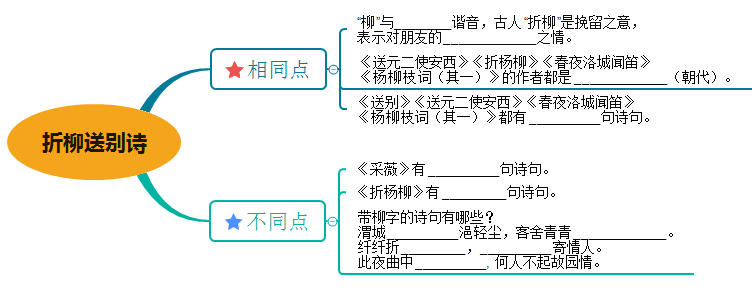 折柳送别诗
相同点
“柳”与________谐音，古人“折柳”是挽留之意，
表示对朋友的_____________之情。
《送元二使安西》《折杨柳》《春夜洛城闻笛》
《杨柳枝词（其一）》的作者都是_____________（朝代）。
《送别》《送元二使安西》《春夜洛城闻笛》
《杨柳枝词（其一）》都有__________句诗句。
不同点
《采薇》有__________句诗句。
《折杨柳》有_________句诗句。
带柳字的诗句有哪些？
渭城__________浥轻尘，客舍青青_____________。
纤纤折_________，__________寄情人。
此夜曲中__________, 何人不起故园情。